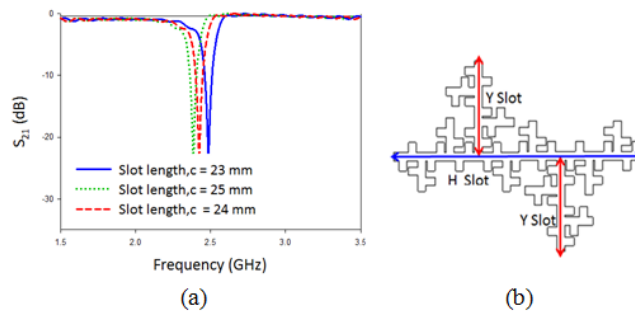 0
-10
-20
-30
S21 (dB)
Slot length,c = 23 mm
Slot length,c = 25 mm
Slot length,c = 24 mm
1.5 2.0 2.5 3.0 3.5
Frequency (GHz)
(a)
Y Slot
H Slot
Y Slot
(b)